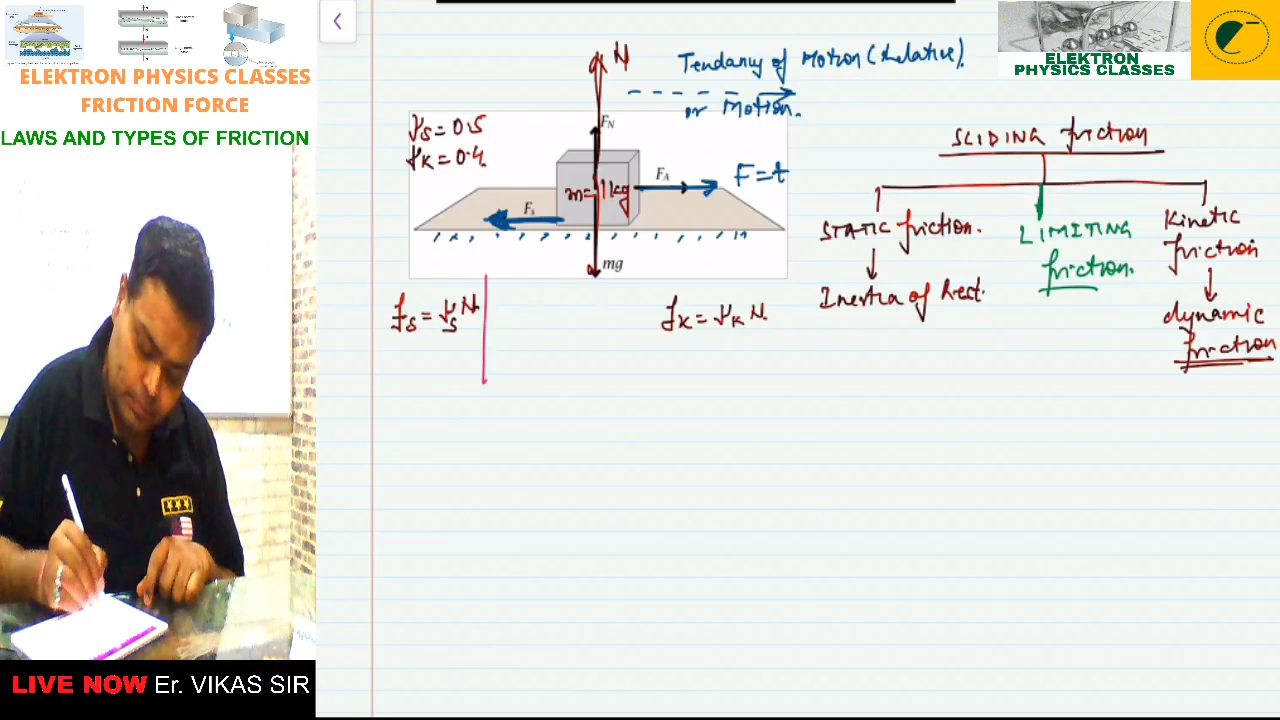 ELEKTRON PHYSICS CLASSES
FRICTION FORCE
LAWS AND TYPES OF FRICTION
ELEKTRON
PHYSICS CLASSES
N
Tendancy of Motion (Relative).
or Motion.
μs = 0.5
μk = 0.4.
FN
m=1kg
FA
F=t
Fs
mg
fs = μs N
fk = μk N.
SLIDING friction
STATIC friction.
Inertia of Rest.
LIMITING
friction.
Kinetic
friction
dynamic
friction
LIVE NOW Er. VIKAS SIR